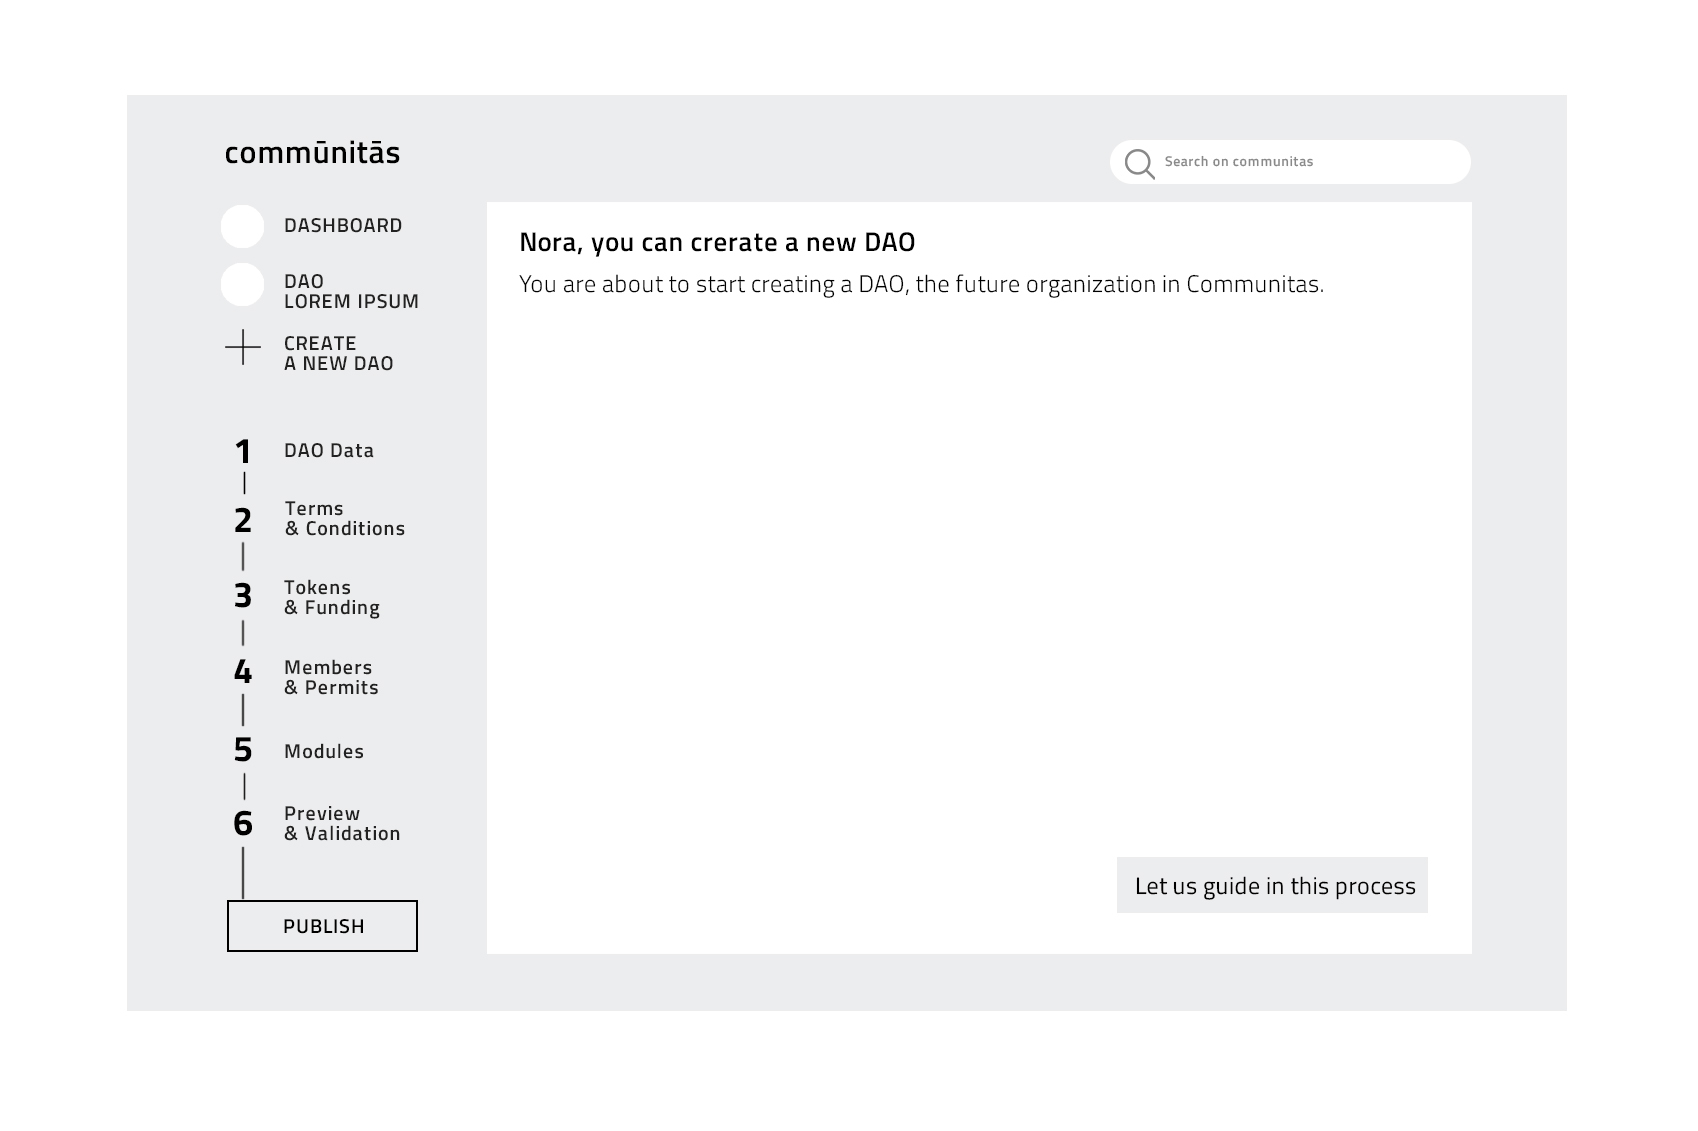 commūnitās
Search on communitas
DASHBOARD
DAO
LOREM IPSUM
CREATE
A NEW DAO
1 DAO Data
2 Terms
& Conditions
3 Tokens
& Funding
4 Members
& Permits
5 Modules
6 Preview
& Validation
PUBLISH
Nora, you can crerate a new DAO
You are about to start creating a DAO, the future organization in Communitas.
Let us guide in this process